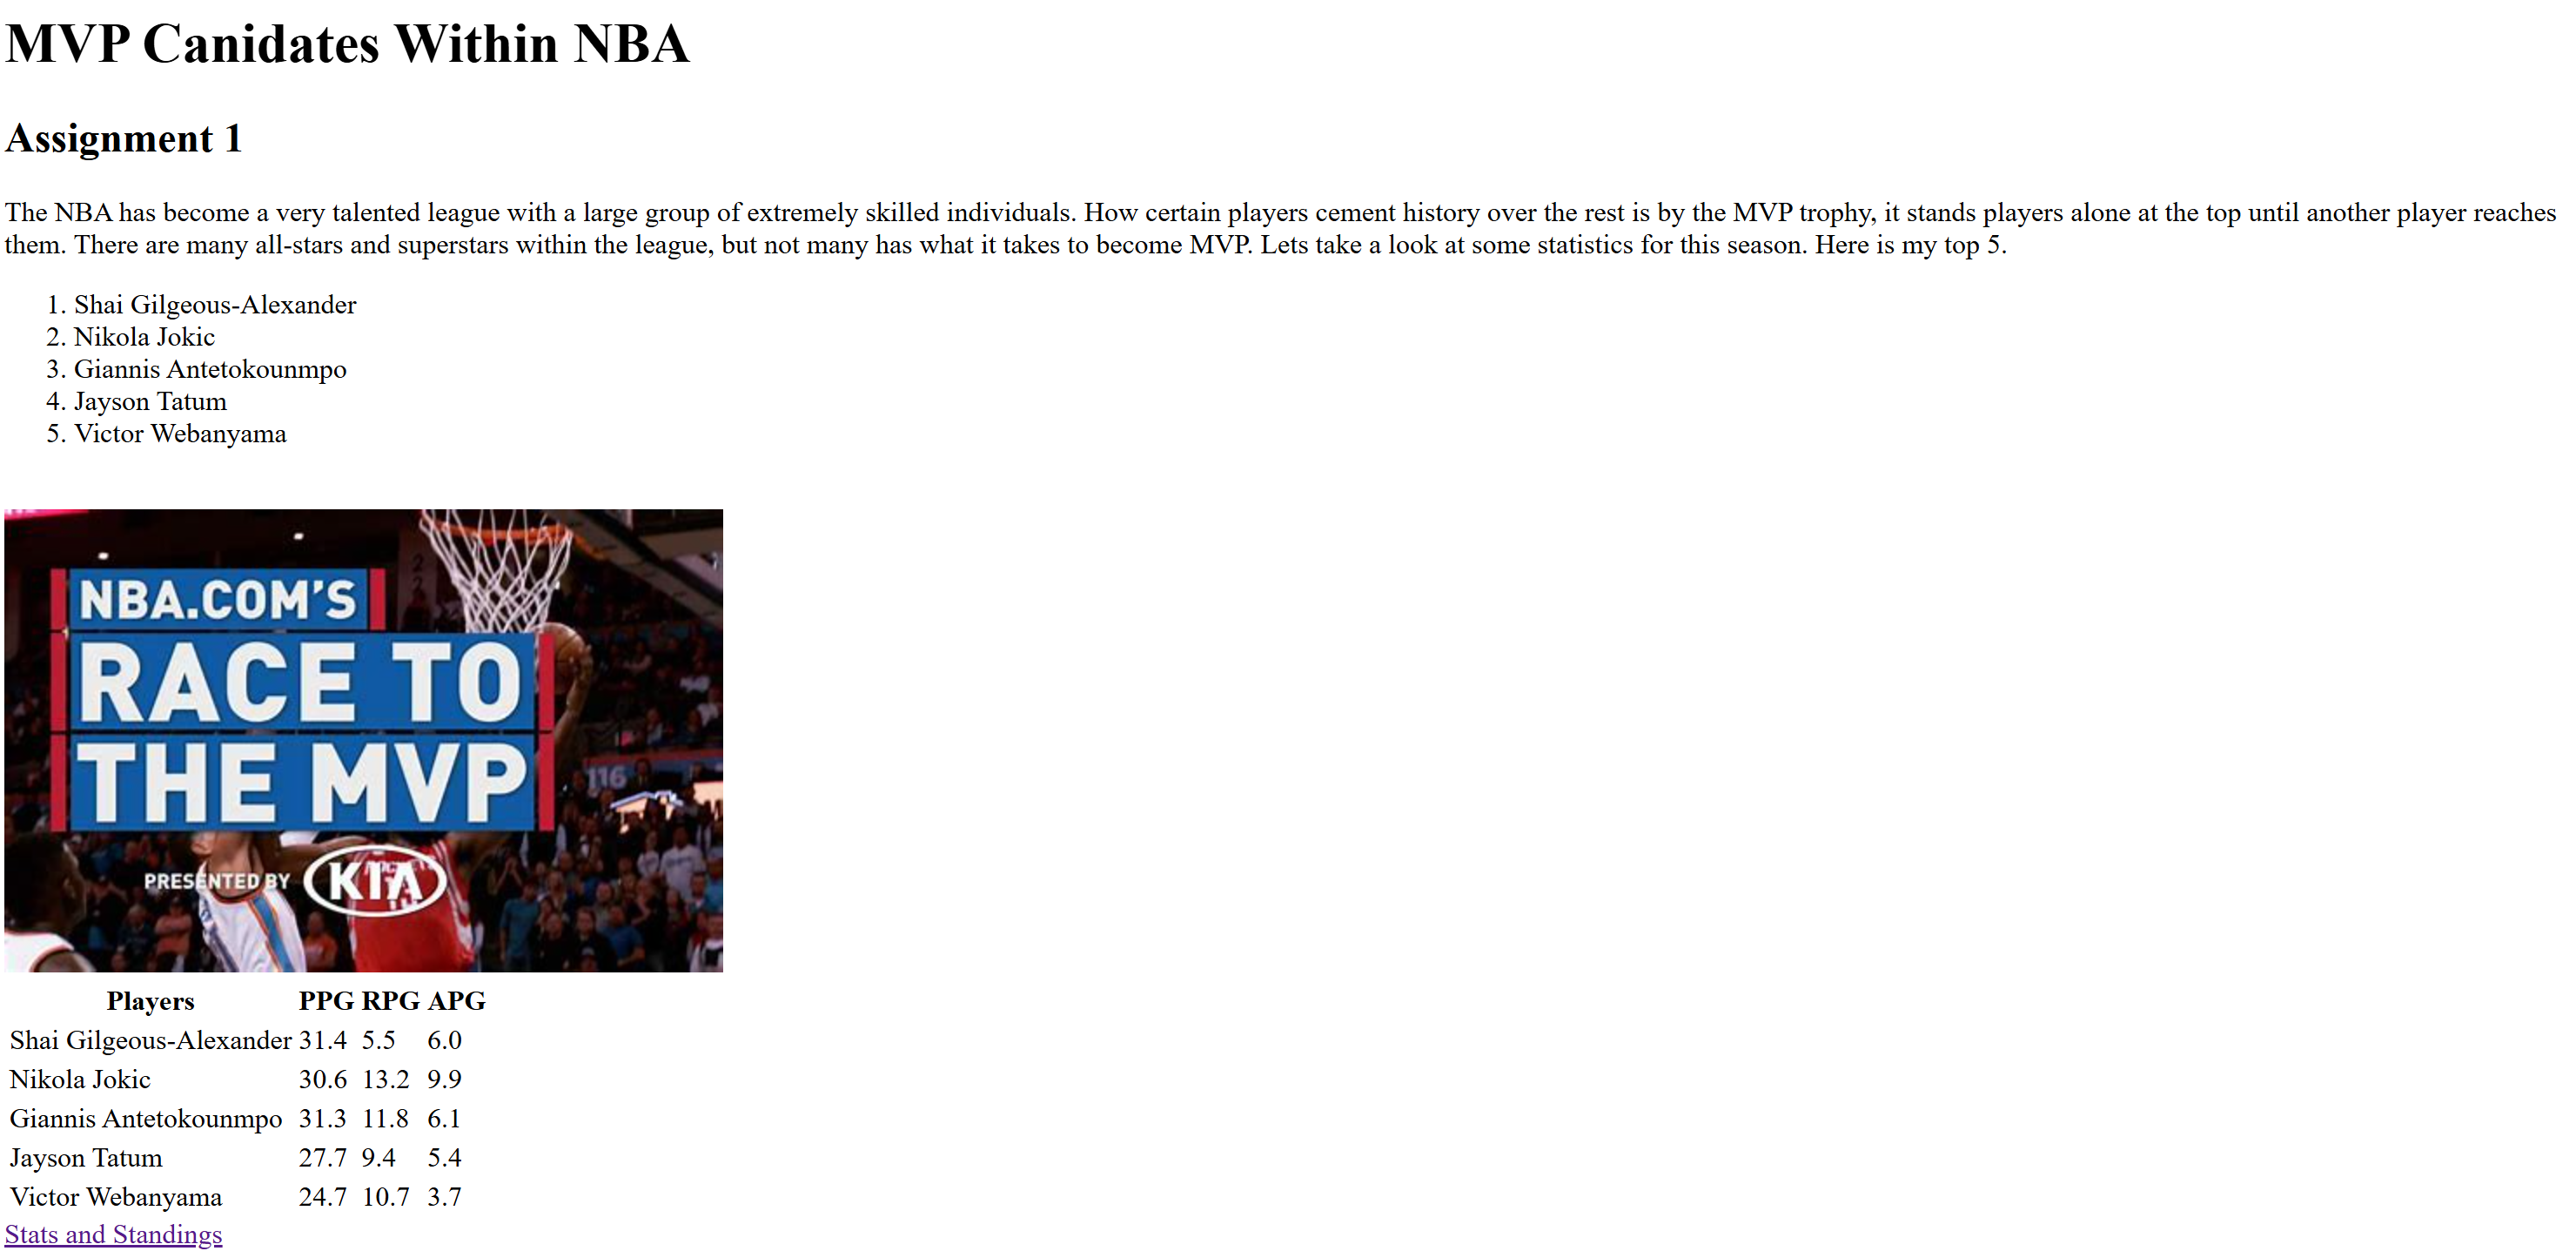 MVP Canidates Within NBA
Assignment 1
The NBA has become a very talented league with a large group of extremely skilled individuals. How certain players cement history over the rest is by the MVP trophy, it stands players alone at the top until another player reaches
them. There are many all-stars and superstars within the league, but not many has what it takes to become MVP. Lets take a look at some statistics for this season. Here is my top 5.
1. Shai Gilgeous-Alexander
2. Nikola Jokic
3. Giannis Antetokounmpo
4. Jayson Tatum
5. Victor Webanyama
NBA.COM'S
RACE TO
THE MVP
116
PRESENTED BY KIA
Players PPG RPG APG
Shai Gilgeous-Alexander 31.4 5.5 6.0
Nikola Jokic 30.6 13.2 9.9
Giannis Antetokounmpo 31.3 11.8 6.1
Jayson Tatum 27.7 9.4 5.4
Victor Webanyama 24.7 10.7 3.7
Stats and Standings